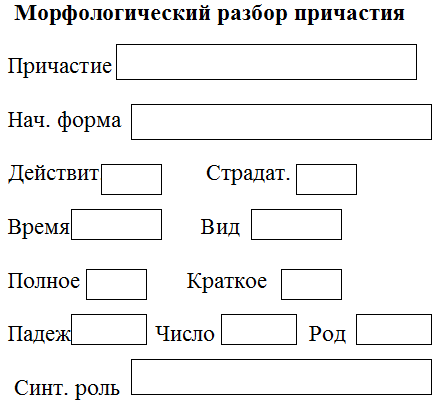 Морфологический разбор причастия
Причастие
Нач. форма
Действит Страдат.
Время Вид
Полное Краткое
Падеж Число Род
Синт. роль